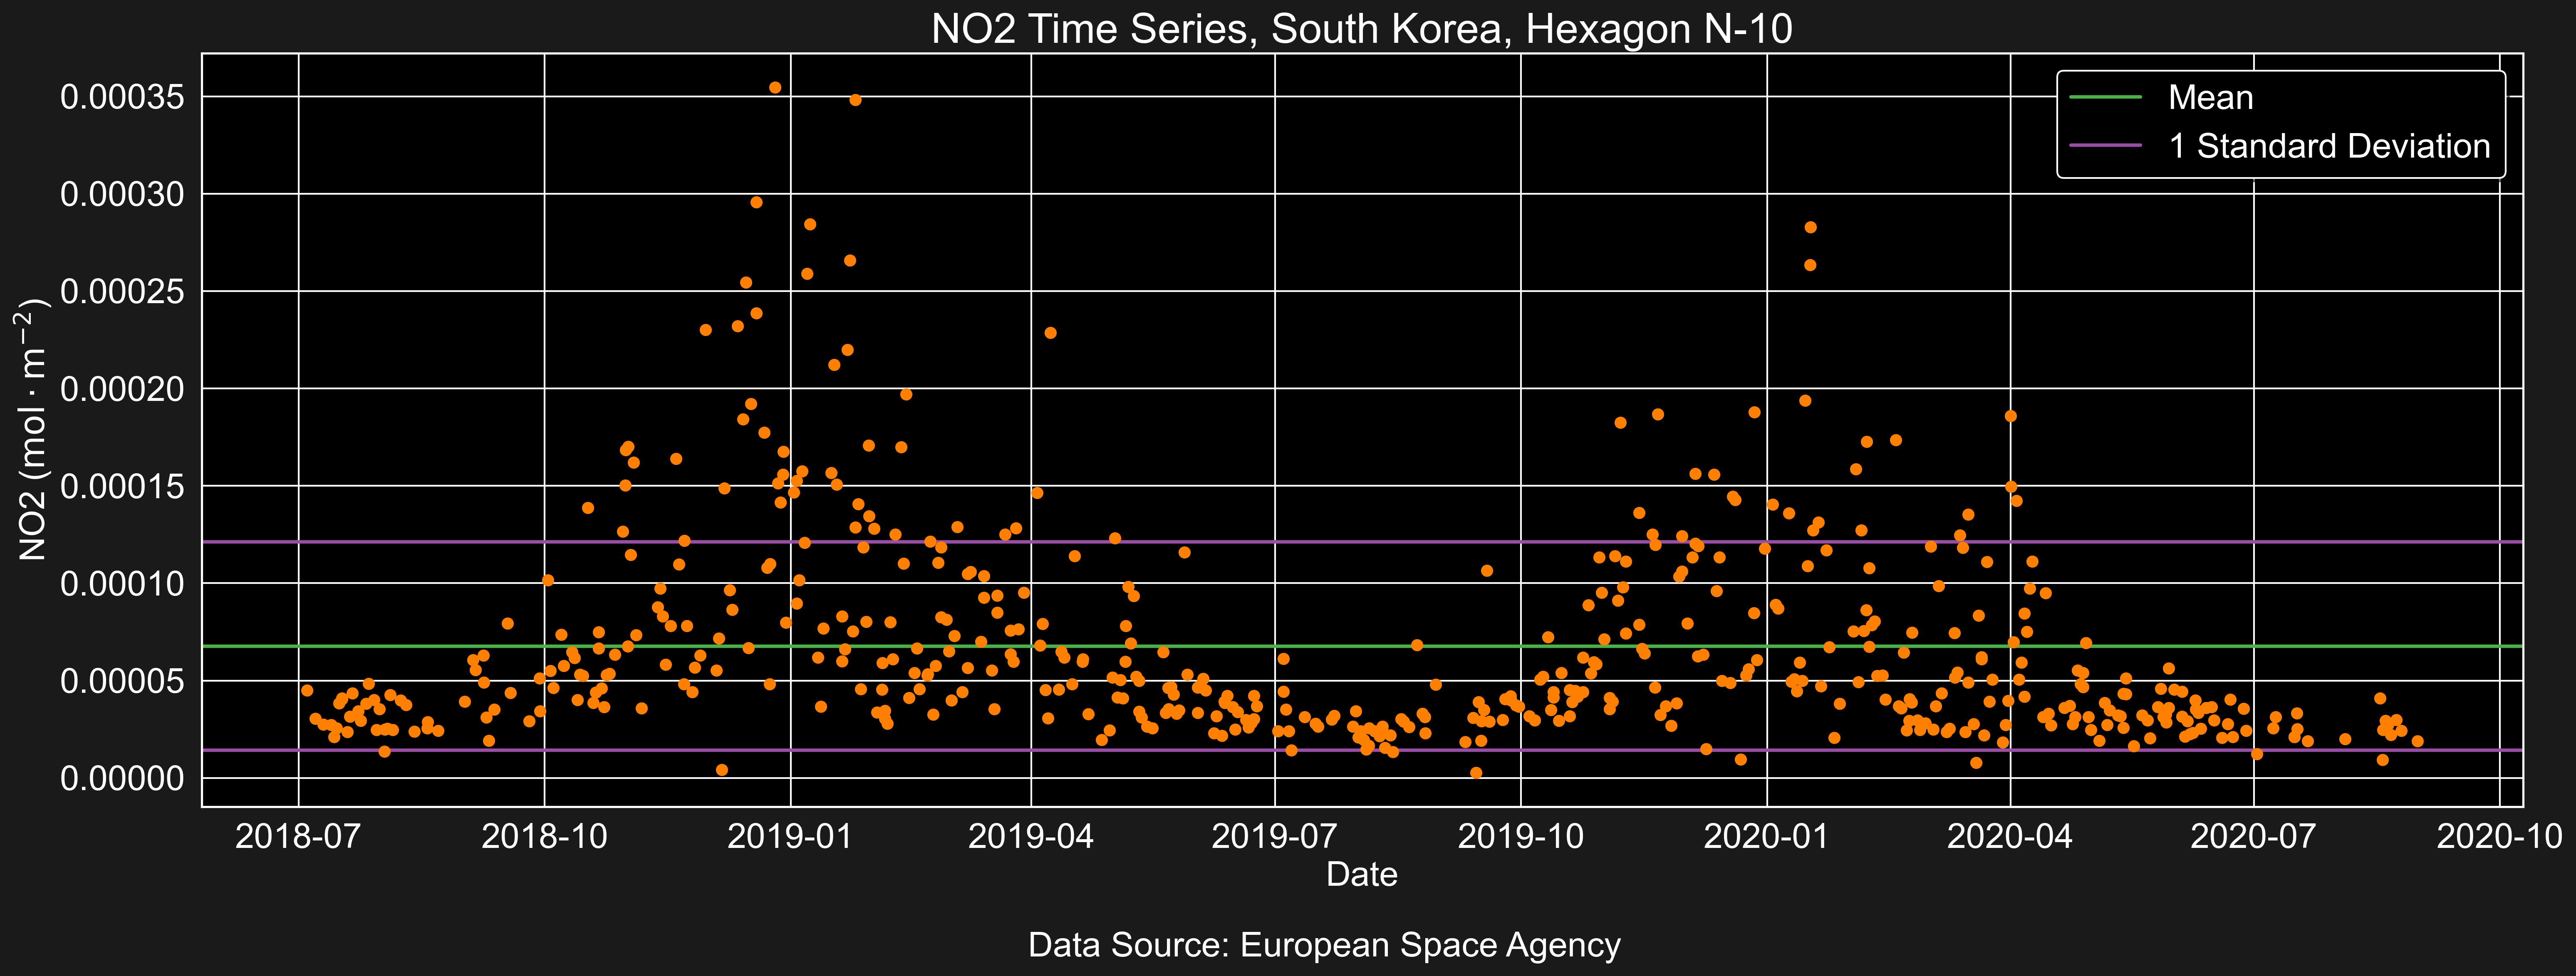 NO2 Time Series, South Korea, Hexagon N-10
Mean
1 Standard Deviation
NO2 (mol · m⁻²)
0.00035
0.00030
0.00025
0.00020
0.00015
0.00010
0.00005
0.00000
2018-07 2018-10 2019-01 2019-04 2019-07 2019-10 2020-01 2020-04 2020-07 2020-10
Date
Data Source: European Space Agency